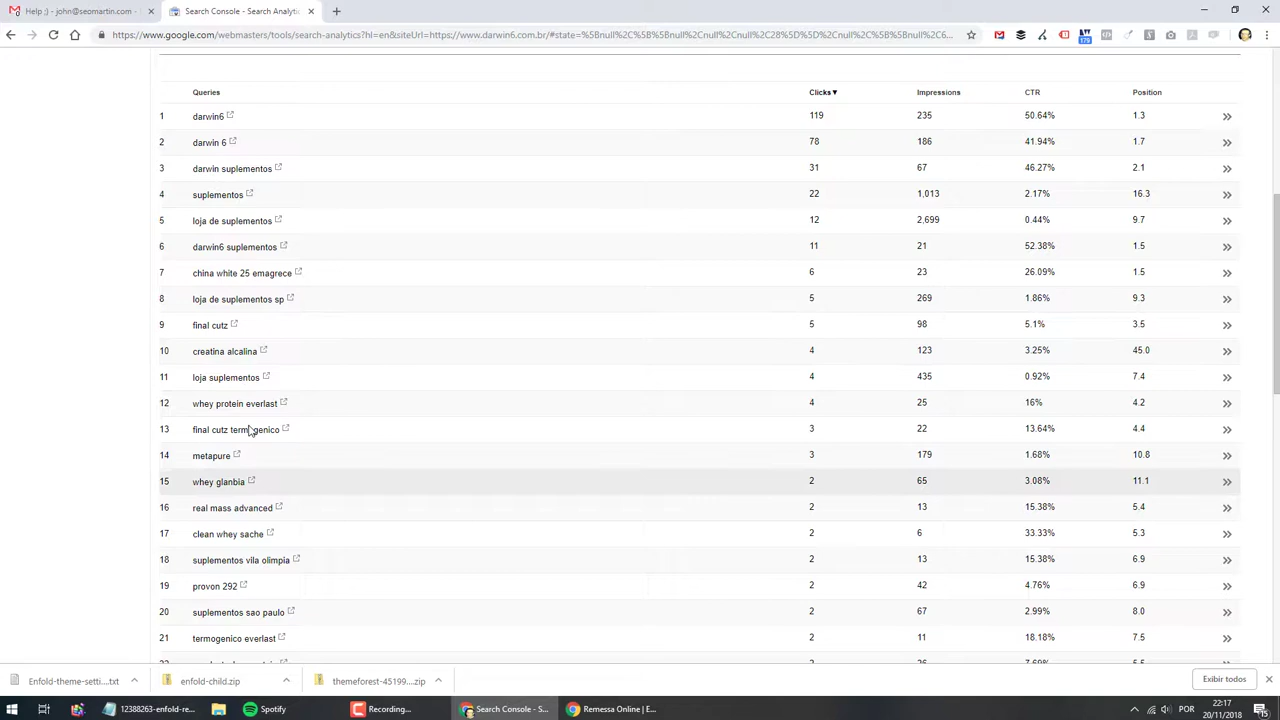 Help ;) - john@seomartin.com
Search Console - Search Analytic
https://www.google.com/webmasters/tools/search-analytics?hl=en&siteUrl=https://www.darwin6.com.br/#state=%5Bnull%2C%5B%5Bnull%2Cnull%2C28%5D%5D%2Cnull%2C%5B%5Bnull%2C6...
179
Queries Clicks▼ Impressions CTR Position
1 darwin6 119 235 50.64% 1.3
2 darwin 6 78 186 41.94% 1.7
3 darwin suplementos 31 67 46.27% 2.1
4 suplementos 22 1,013 2.17% 16.3
5 loja de suplementos 12 2,699 0.44% 9.7
6 darwin6 suplementos 11 21 52.38% 1.5
7 china white 25 emagrece 6 23 26.09% 1.5
8 loja de suplementos sp 5 269 1.86% 9.3
9 final cutz 5 98 5.1% 3.5
10 creatina alcalina 4 123 3.25% 45.0
11 loja suplementos 4 435 0.92% 7.4
12 whey protein everlast 4 25 16% 4.2
13 final cutz termogenico 3 22 13.64% 4.4
14 metapure 3 179 1.68% 10.8
15 whey glanbia 2 65 3.08% 11.1
16 real mass advanced 2 13 15.38% 5.4
17 clean whey sache 2 6 33.33% 5.3
18 suplementos vila olimpia 2 13 15.38% 6.9
19 provon 292 2 42 4.76% 6.9
20 suplementos sao paulo 2 67 2.99% 8.0
21 termogenico everlast 2 11 18.18% 7.5
Enfold-theme-setti....txt enfold-child.zip themeforest-45199....zip Exibir todos
12388263-enfold-re... Spotify Recording... Search Console - S... Remessa Online | E... POR 22:17
20/11/2018 15